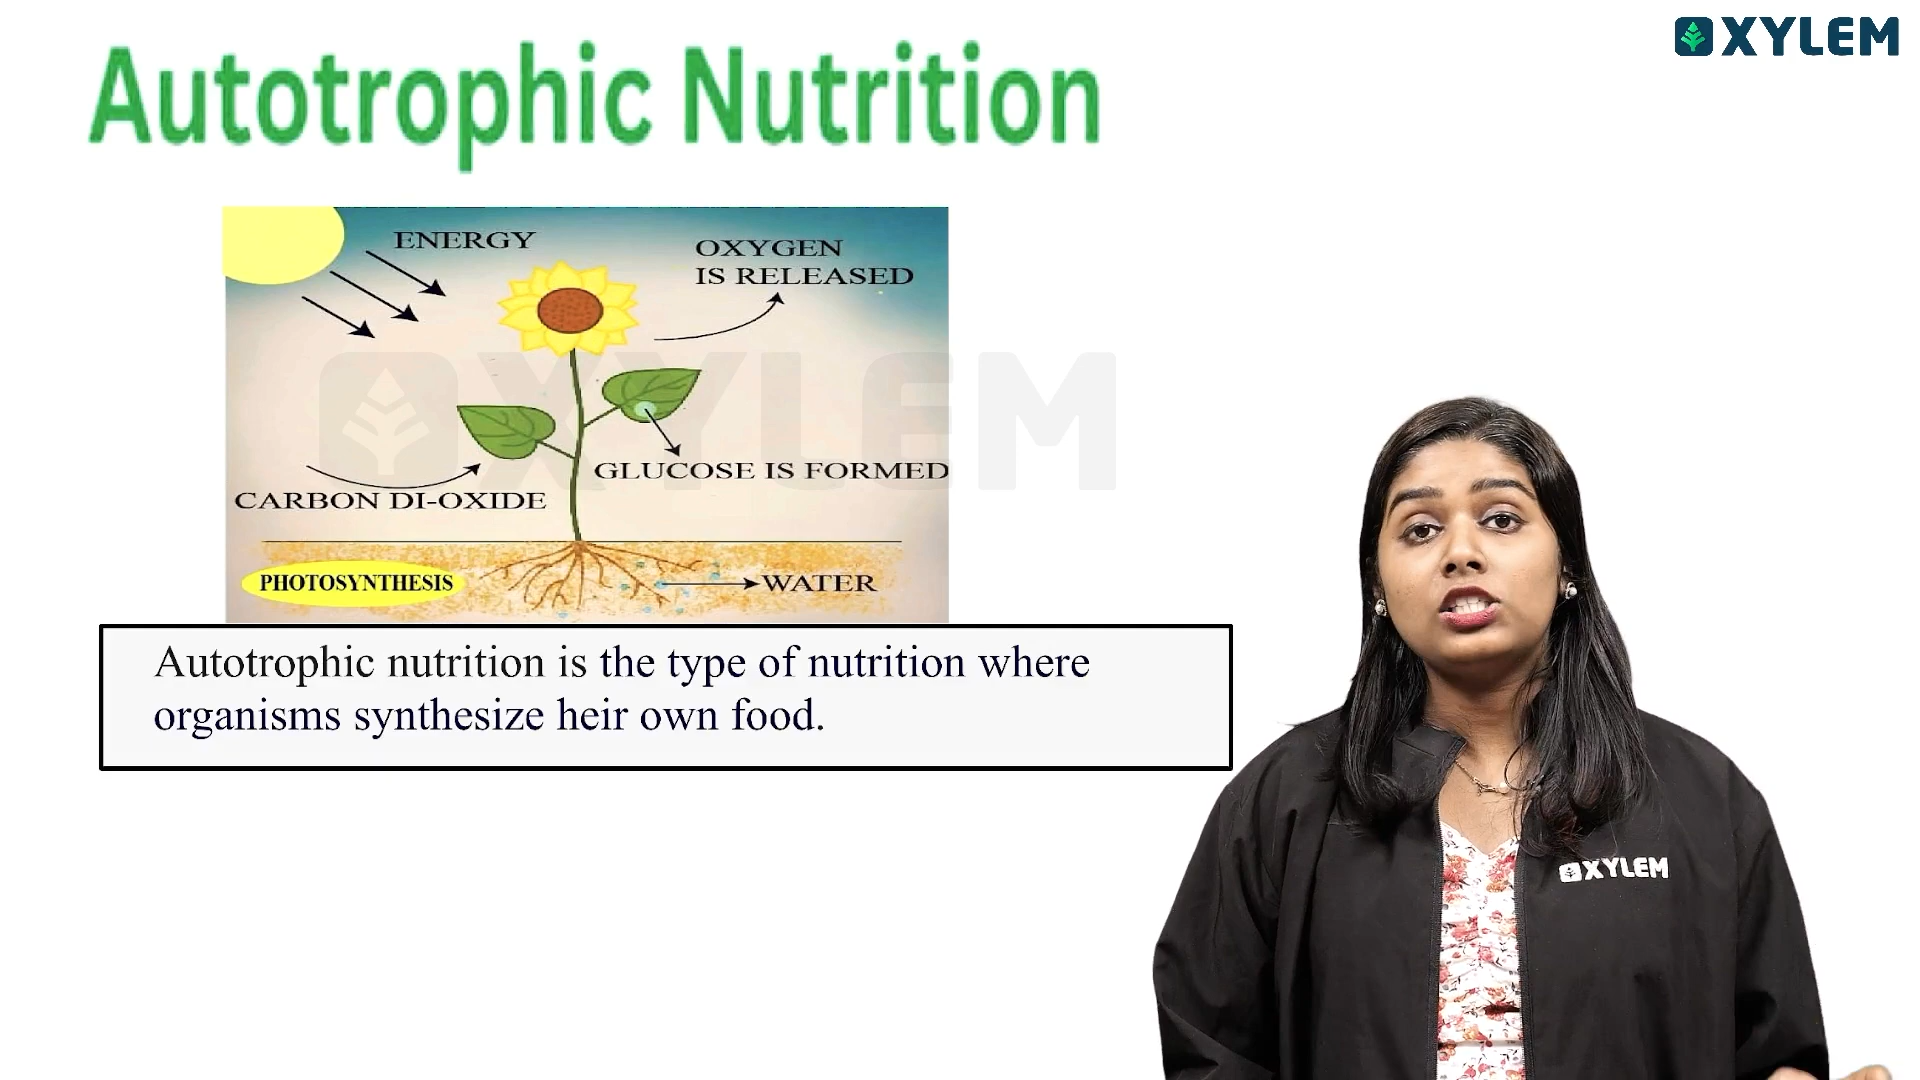 XYLEM
Autotrophic Nutrition
ENERGY
OXYGEN
IS RELEASED
XYLEM
GLUCOSE IS FORMED
CARBON DI-OXIDE
PHOTOSYNTHESIS
WATER
Autotrophic nutrition is the type of nutrition where
organisms synthesize heir own food.
XYLEM